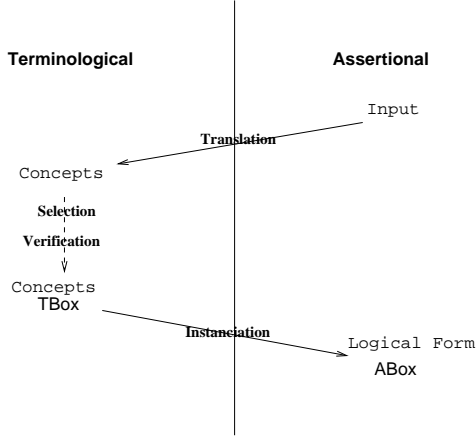 Terminological
Assertional
Input
Translation
Concepts
Selection
Verification
Concepts
TBox
Instanciation
Logical Form
ABox